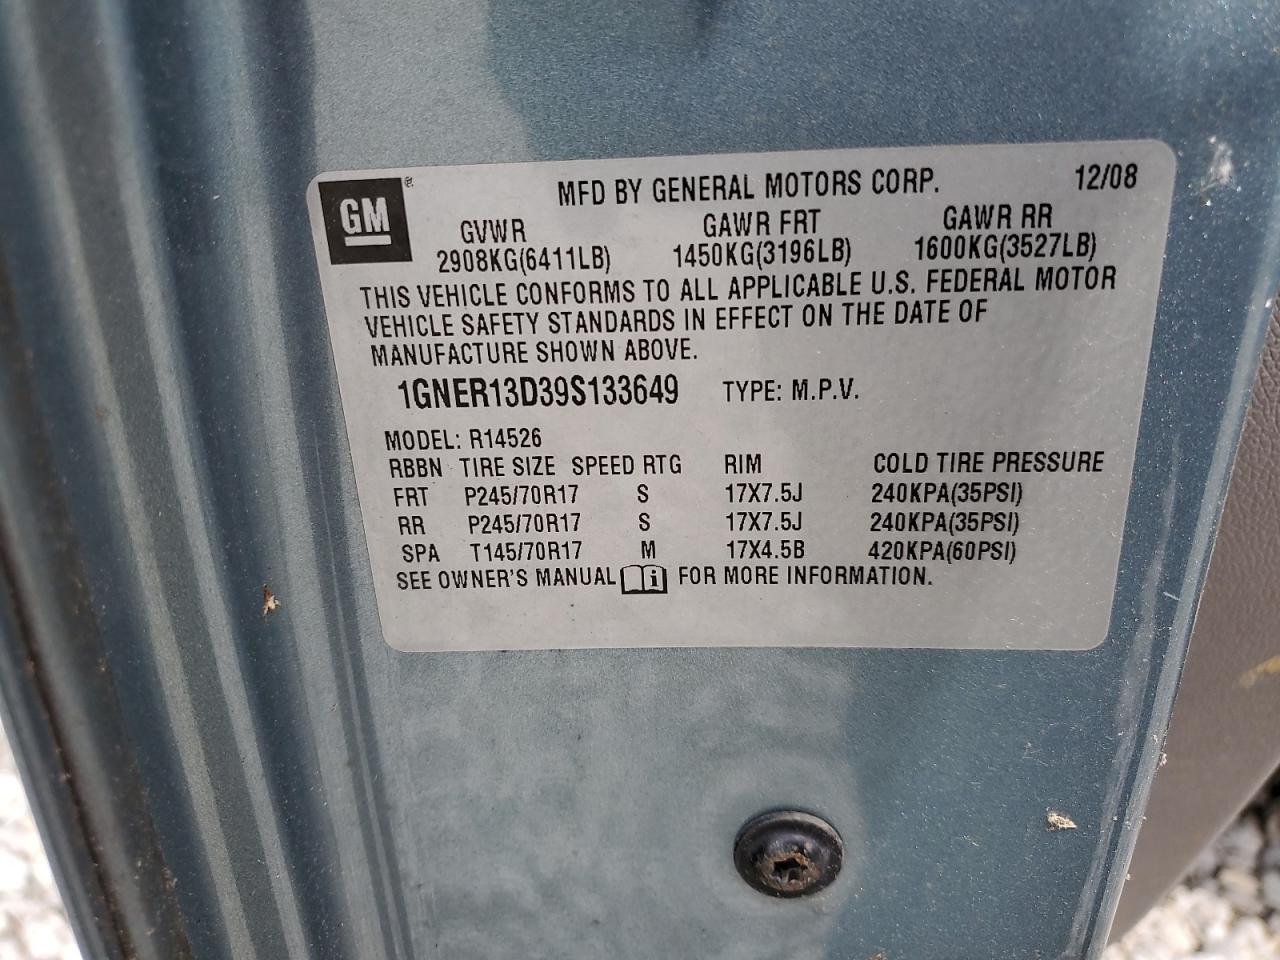 GM ®
MFD BY GENERAL MOTORS CORP. 12/08
GVWR GAWR FRT GAWR RR
2908KG(6411LB) 1450KG(3196LB) 1600KG(3527LB)
THIS VEHICLE CONFORMS TO ALL APPLICABLE U.S. FEDERAL MOTOR
VEHICLE SAFETY STANDARDS IN EFFECT ON THE DATE OF
MANUFACTURE SHOWN ABOVE.
1GNER13D39S133649 TYPE: M.P.V.
MODEL: R14526
RBBN TIRE SIZE SPEED RTG RIM COLD TIRE PRESSURE
FRT P245/70R17 S 17X7.5J 240KPA(35PSI)
RR P245/70R17 S 17X7.5J 240KPA(35PSI)
SPA T145/70R17 M 17X4.5B 420KPA(60PSI)
SEE OWNER'S MANUAL i FOR MORE INFORMATION.